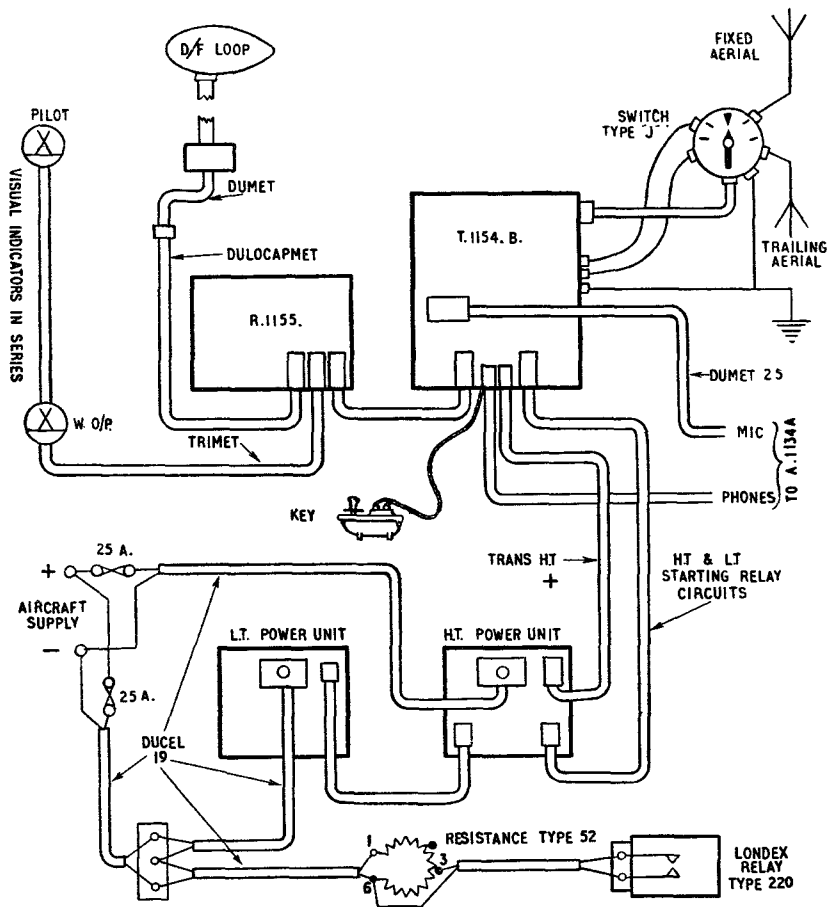 D/F LOOP
FIXED
AERIAL
PILOT
SWITCH
TYPE "J"
VISUAL INDICATORS IN SERIES
DUMET
T.1154.B.
DULOCAPMET
TRAILING
AERIAL
R.1155.
DUMET 25
W.O/P.
TRIMET
MIC
PHONES
TO A.1134A
KEY
TRANS H.T
+
H.T & L.T
STARTING RELAY
CIRCUITS
25 A.
+
AIRCRAFT
SUPPLY
−
L.T. POWER UNIT
H.T. POWER UNIT
25 A.
DUCEL
19
1
3
6
RESISTANCE TYPE 52
LONDEX
RELAY
TYPE 220